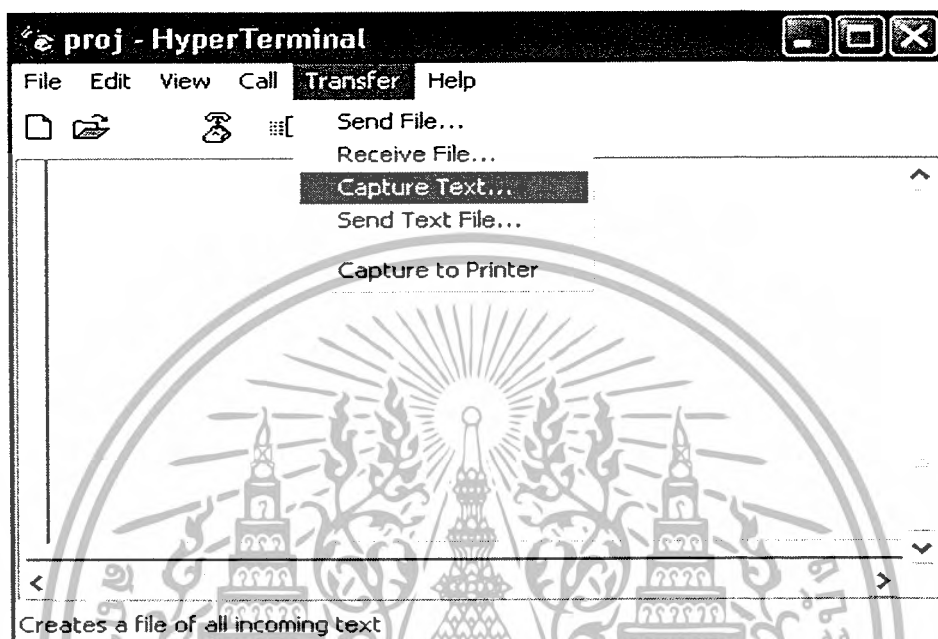 proj - HyperTerminal
File Edit View Call Transfer Help
Send File...
Receive File...
Capture Text...
Send Text File...
Capture to Printer
Creates a file of all incoming text